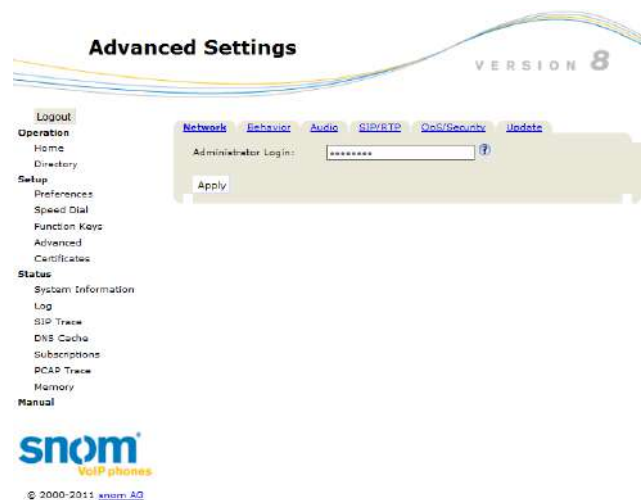 Advanced Settings
VERSION 8
Logout
Operation
Home
Directory
Setup
Preferences
Speed Dial
Function Keys
Advanced
Certificates
Status
System Information
Log
SIP Trace
DNS Cache
Subscriptions
PCAP Trace
Memory
Manual
Network Behavior Audio SIP/RTP QoS/Security Update
Administrator Login: ********
Apply
snom
VoIP phones
© 2000-2011 snom AG